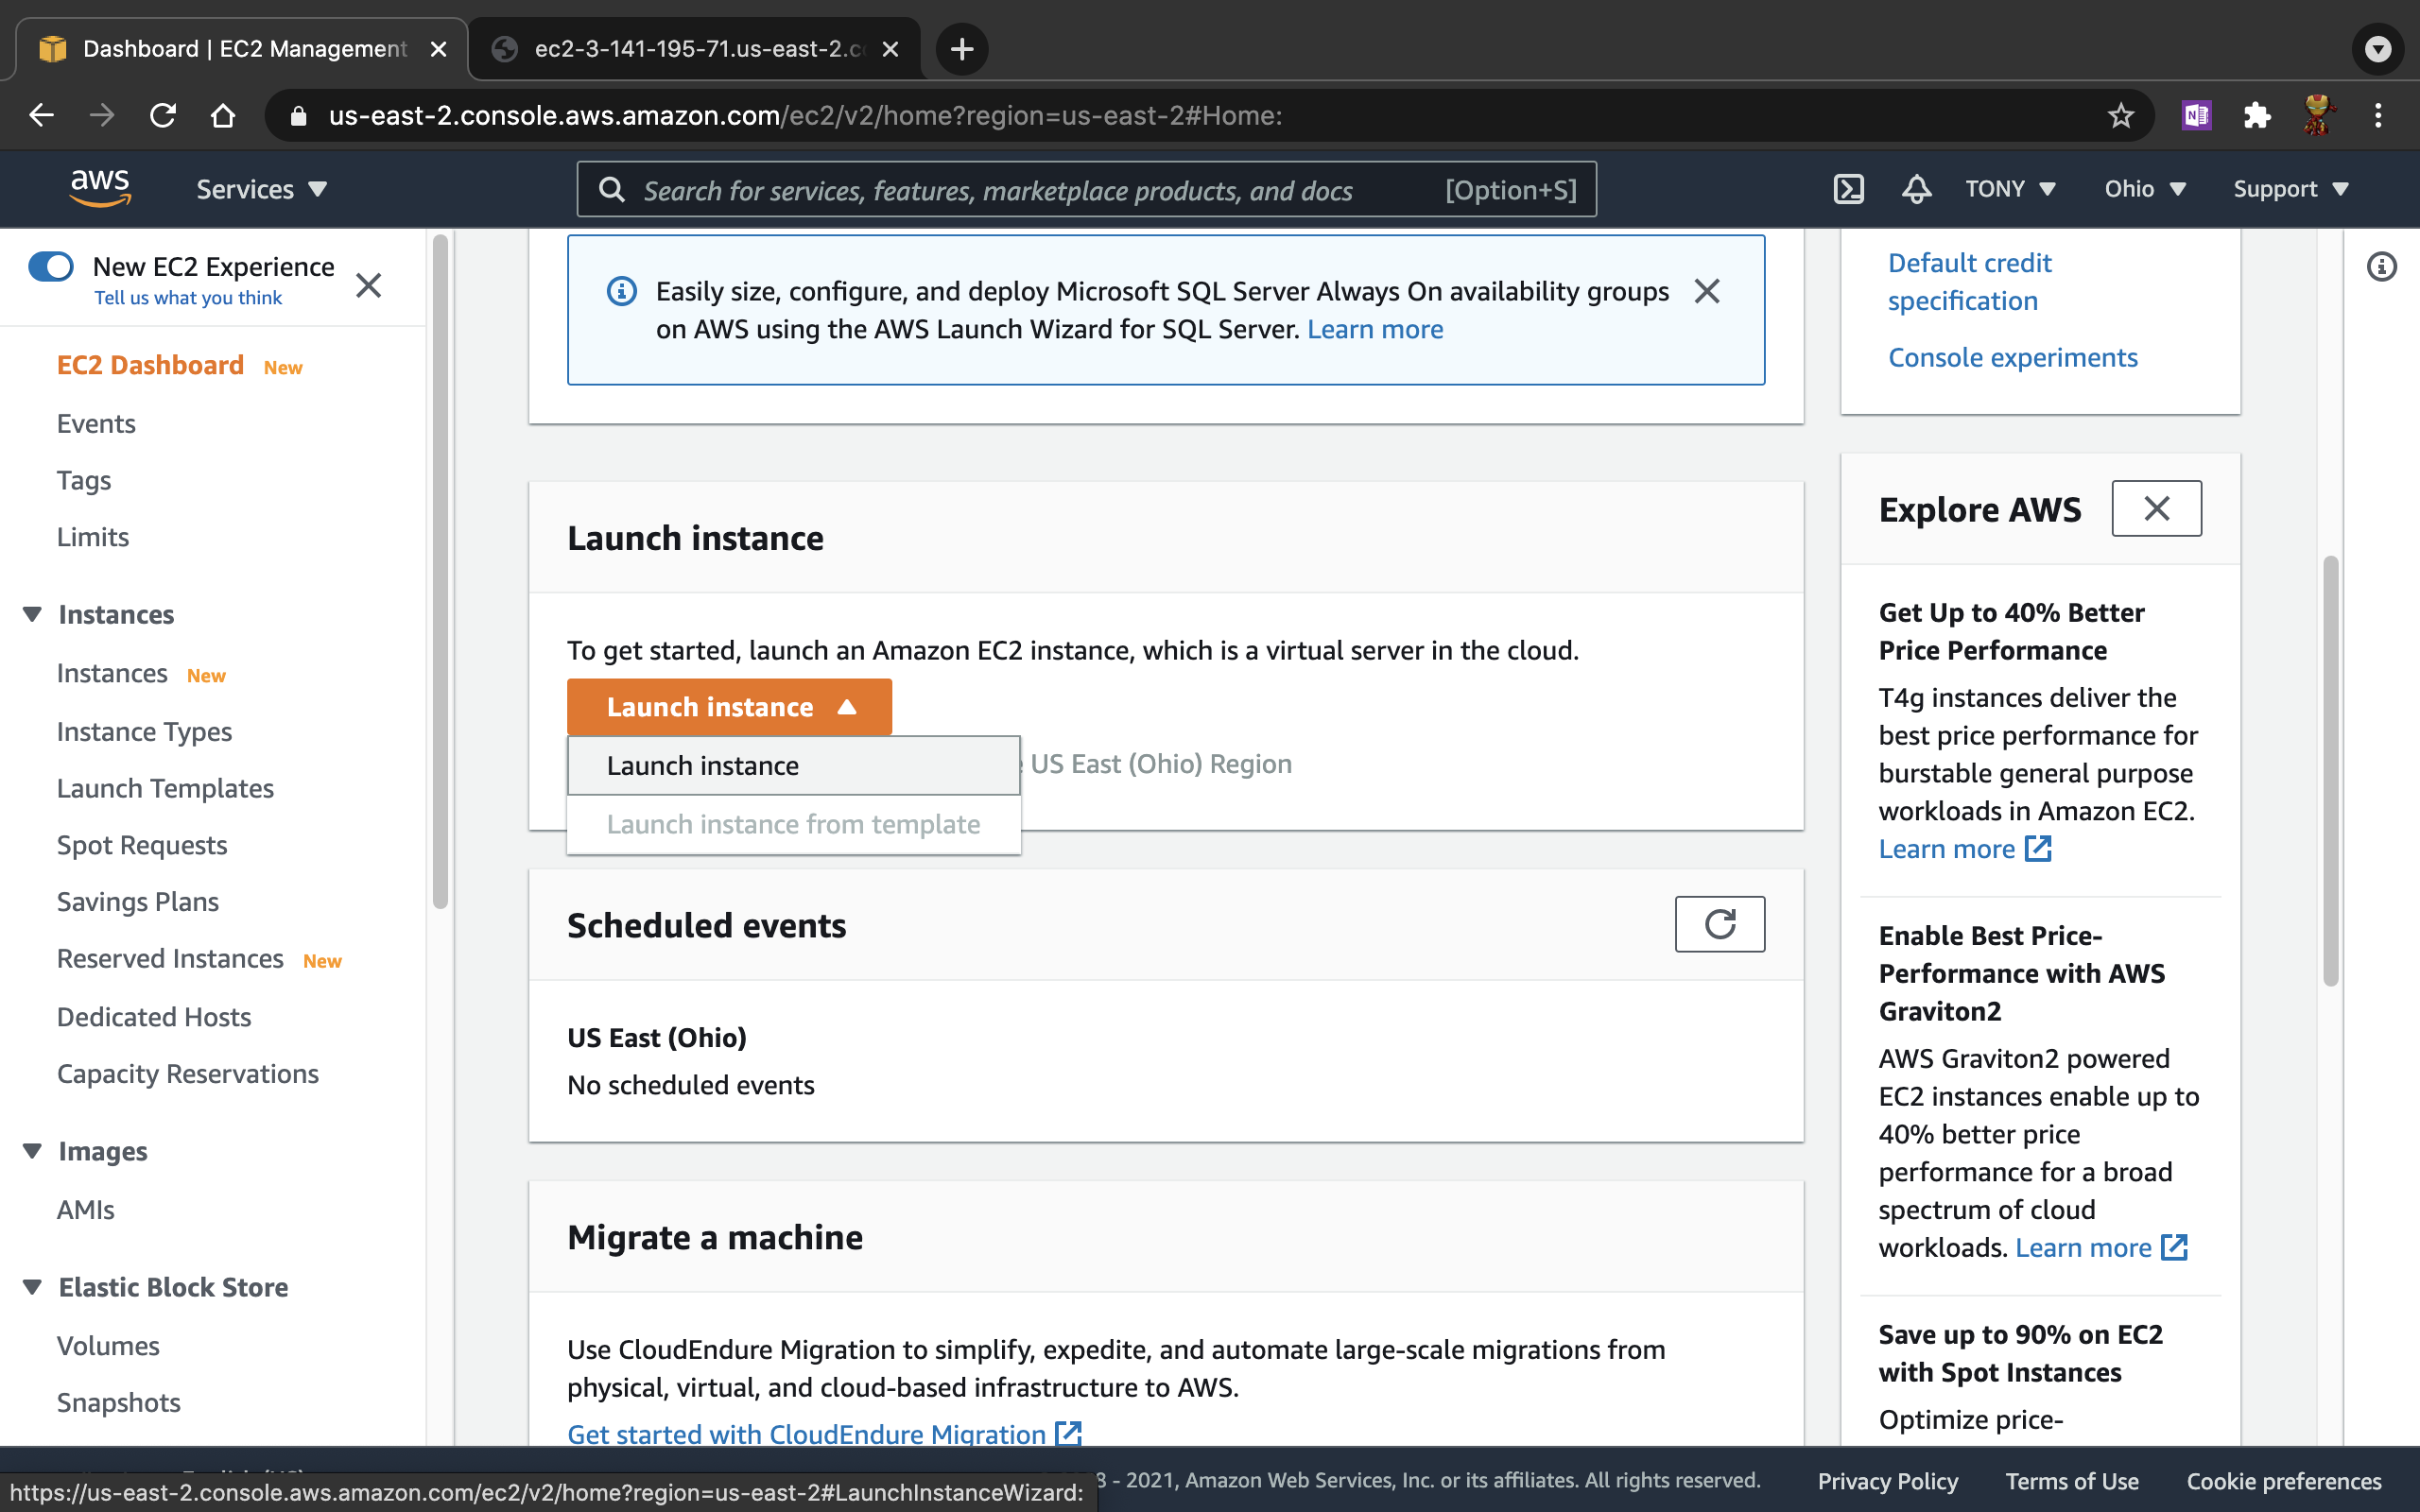 Dashboard | EC2 Management
ec2-3-141-195-71.us-east-2.c
us-east-2.console.aws.amazon.com/ec2/v2/home?region=us-east-2#Home:
aws
Services
Search for services, features, marketplace products, and docs
[Option+S]
TONY
Ohio
Support
New EC2 Experience
Tell us what you think
EC2 Dashboard New
Events
Tags
Limits
Instances
Instances New
Instance Types
Launch Templates
Spot Requests
Savings Plans
Reserved Instances New
Dedicated Hosts
Capacity Reservations
Images
AMIs
Elastic Block Store
Volumes
Snapshots
Easily size, configure, and deploy Microsoft SQL Server Always On availability groups
on AWS using the AWS Launch Wizard for SQL Server. Learn more
Launch instance
To get started, launch an Amazon EC2 instance, which is a virtual server in the cloud.
Launch instance
Launch instance
US East (Ohio) Region
Launch instance from template
Scheduled events
US East (Ohio)
No scheduled events
Migrate a machine
Use CloudEndure Migration to simplify, expedite, and automate large-scale migrations from
physical, virtual, and cloud-based infrastructure to AWS.
Get started with CloudEndure Migration
Default credit
specification
Console experiments
Explore AWS
Get Up to 40% Better
Price Performance
T4g instances deliver the
best price performance for
burstable general purpose
workloads in Amazon EC2.
Learn more
Enable Best Price-
Performance with AWS
Graviton2
AWS Graviton2 powered
EC2 instances enable up to
40% better price
performance for a broad
spectrum of cloud
workloads. Learn more
Save up to 90% on EC2
with Spot Instances
Optimize price-
8 - 2021, Amazon Web Services, Inc. or its affiliates. All rights reserved.
Privacy Policy
Terms of Use
Cookie preferences
https://us-east-2.console.aws.amazon.com/ec2/v2/home?region=us-east-2#LaunchInstanceWizard: